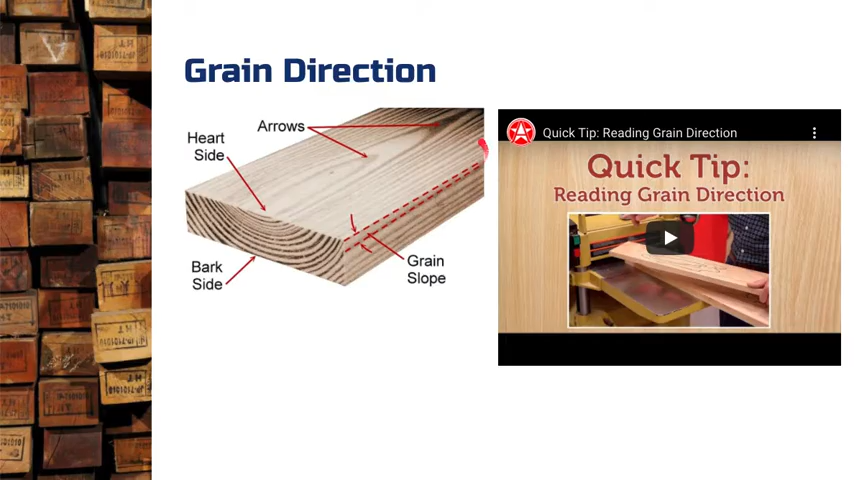 Grain Direction
Arrows
Heart
Side
Bark
Side
Grain
Slope
Quick Tip: Reading Grain Direction
Quick Tip:
Reading Grain Direction